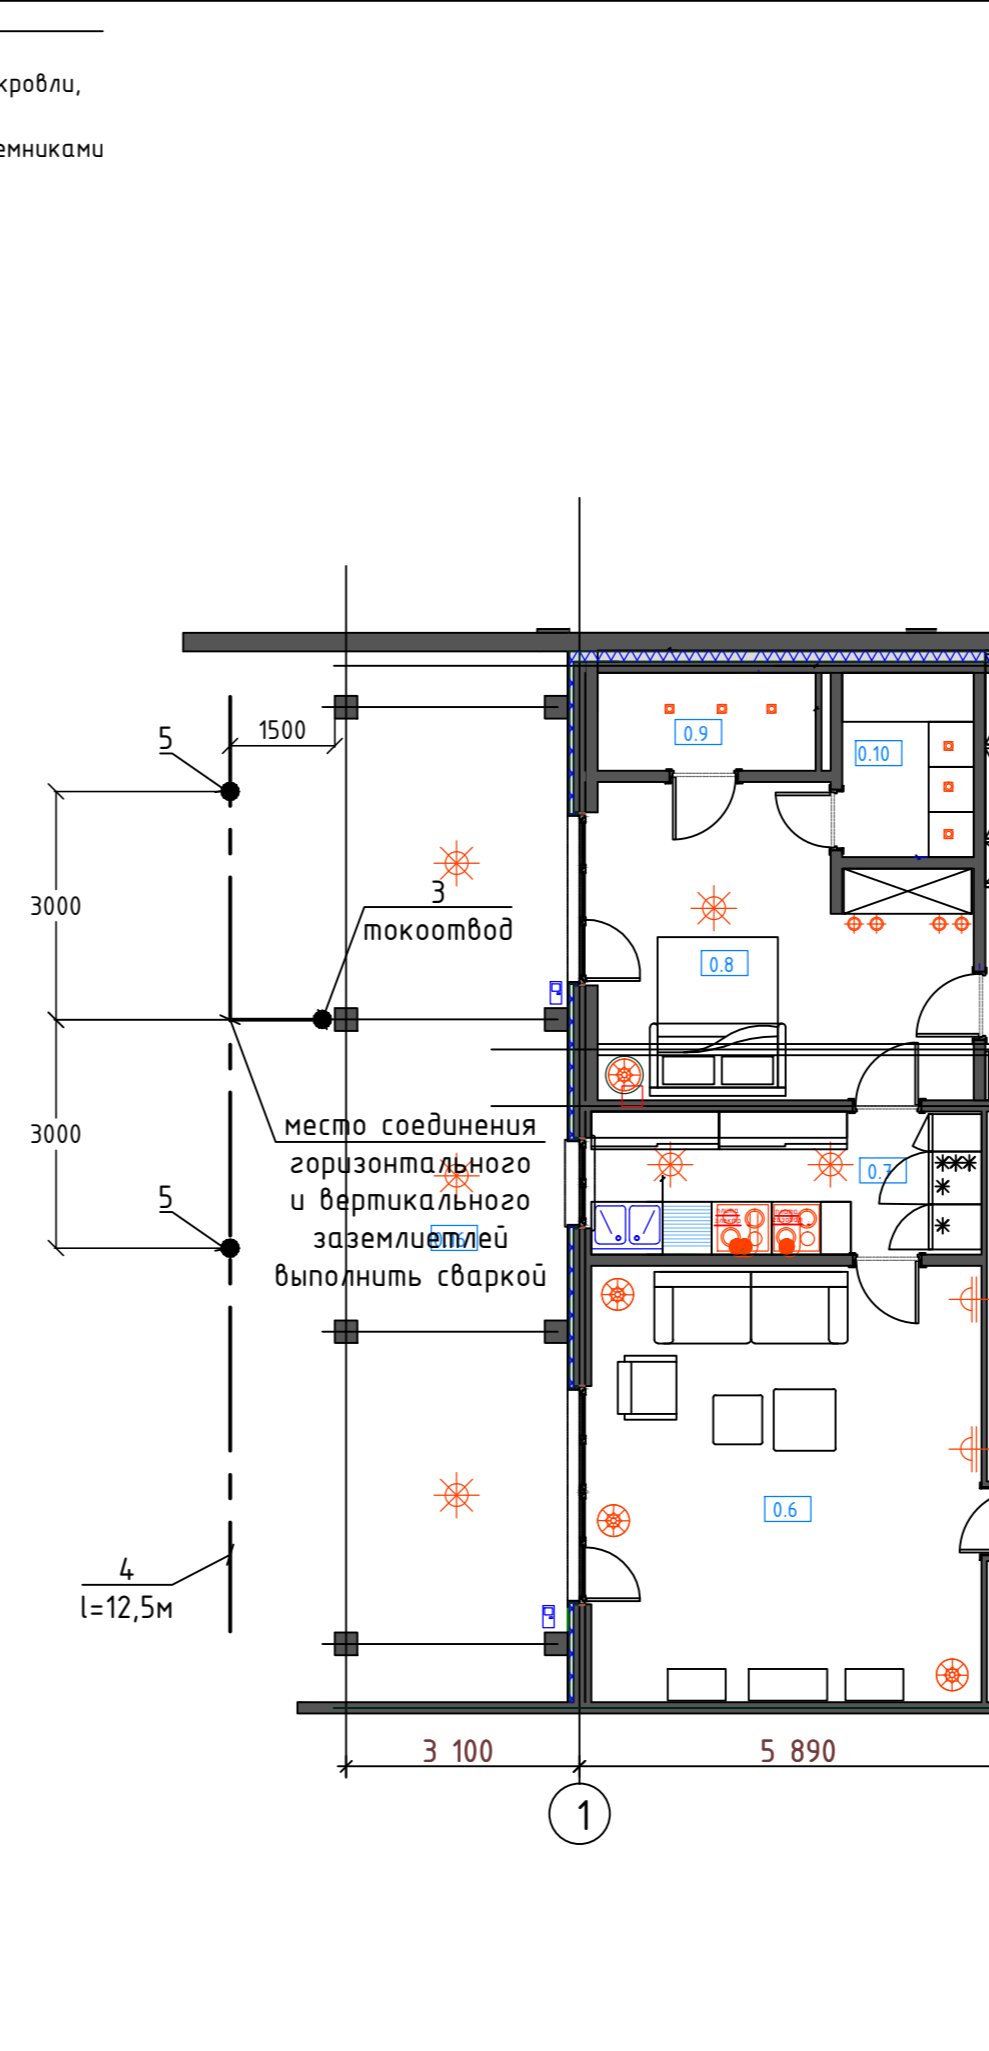 кровли,
емниками
5
1500
0.9
0.10
3000
3
токоотвод
0.8
3000
место соединения
горизонтального
и вертикального
заземлиетлей
выполнить сваркой
0.7
5
0.6
4
l=12,5м
3 100
5 890
1